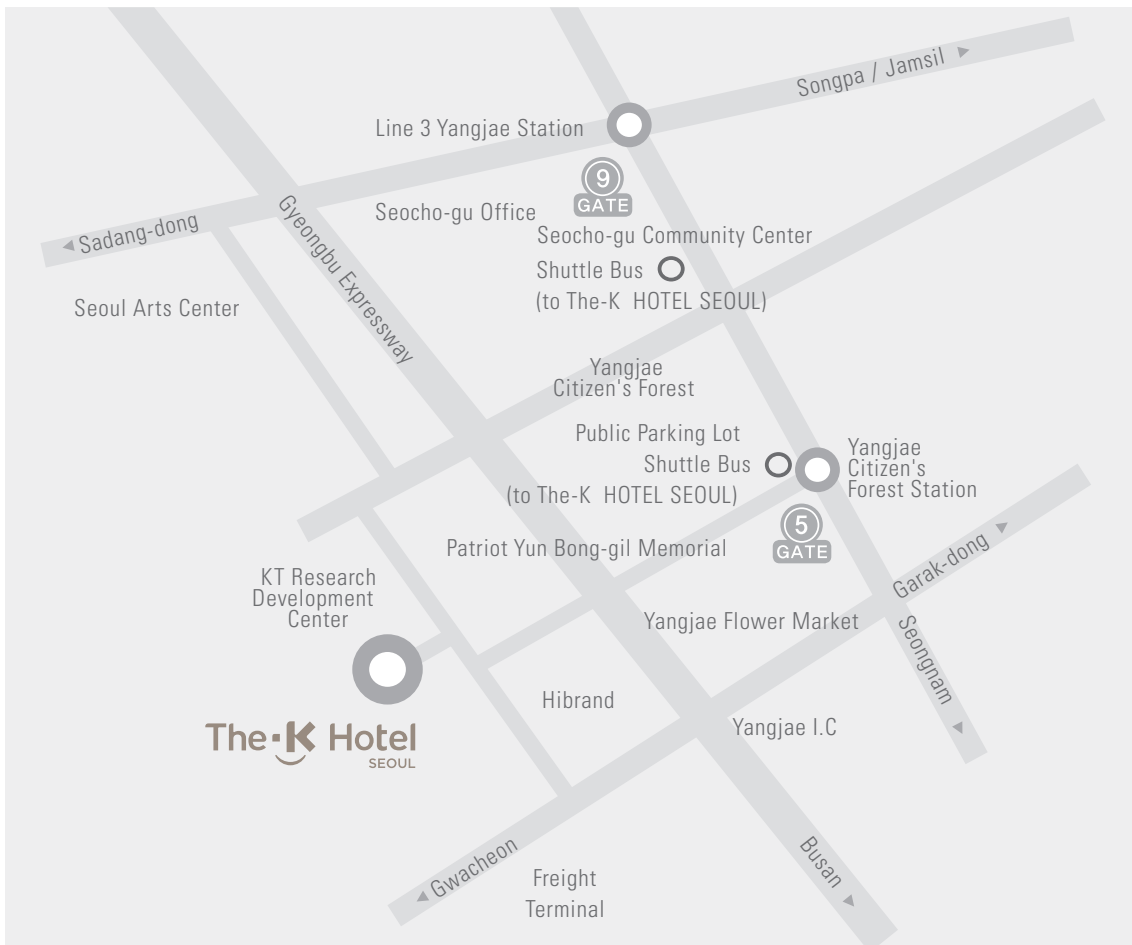 Songpa / Jamsil ►
Line 3 Yangjae Station
9
GATE
Seocho-gu Office
◄ Sadang-dong
Gyeongbu Expressway
Seocho-gu Community Center
Shuttle Bus
(to The-K HOTEL SEOUL)
Seoul Arts Center
Yangjae
Citizen's Forest
Public Parking Lot
Shuttle Bus
(to The-K HOTEL SEOUL)
Yangjae
Citizen's
Forest Station
5
GATE
Patriot Yun Bong-gil Memorial
Garak-dong ►
KT Research
Development
Center
Yangjae Flower Market
Seongnam ►
Hibrand
The·K Hotel
SEOUL
Yangjae I.C
Busan ►
◄ Gwacheon
Freight
Terminal